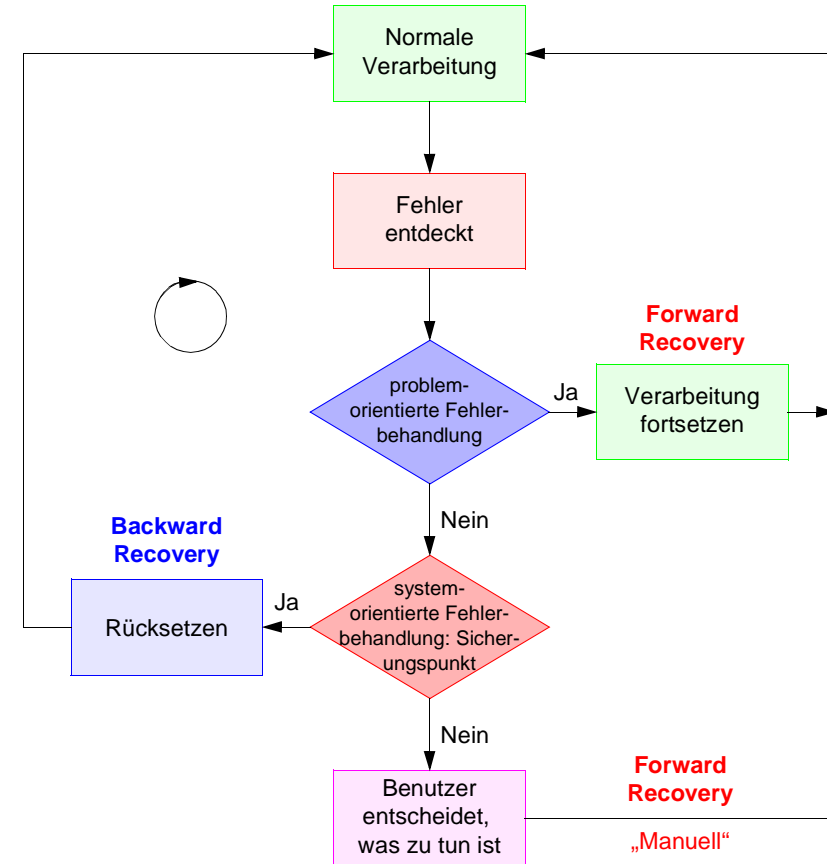 Normale
Verarbeitung
Fehler
entdeckt
Forward
Recovery
problem-
orientierte Fehler-
behandlung
Ja
Verarbeitung
fortsetzen
Nein
Backward
Recovery
Rücksetzen
Ja
system-
orientierte Fehler-
behandlung: Sicher-
ungspunkt
Nein
Benutzer
entscheidet,
was zu tun ist
Forward
Recovery
„Manuell“